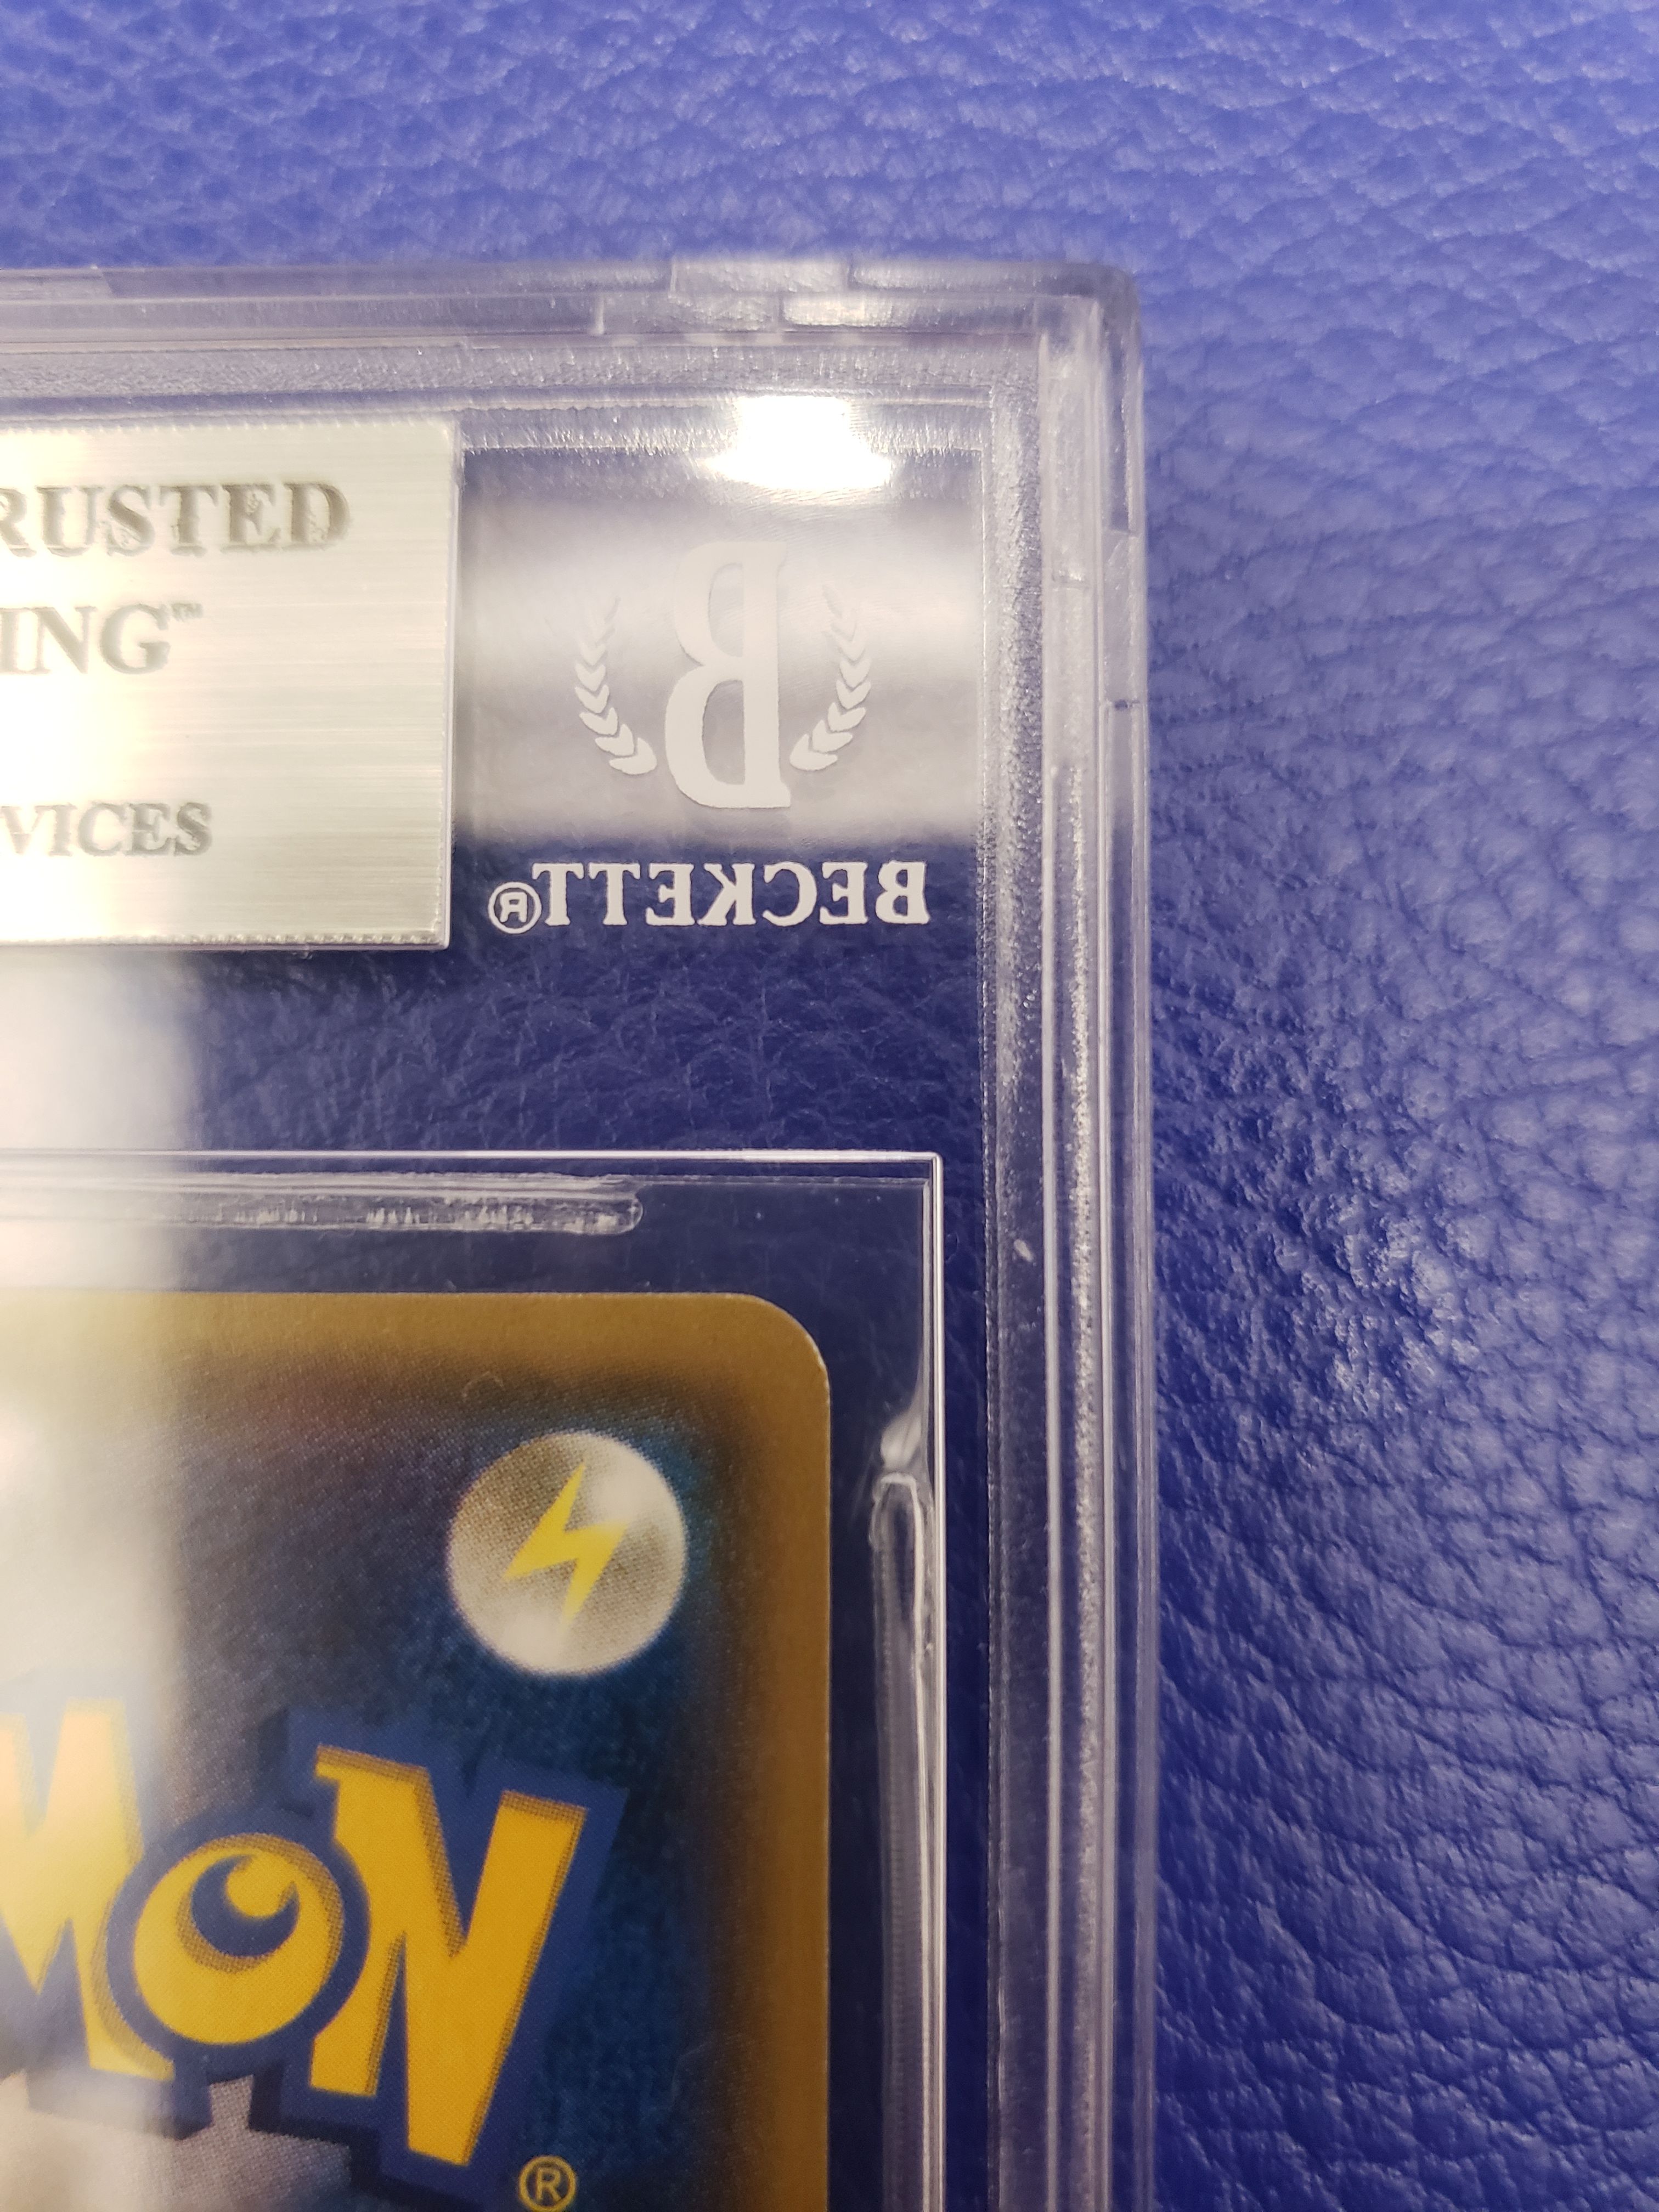 RUSTED
ING™
VICES
BECKETT®
B
MON
®